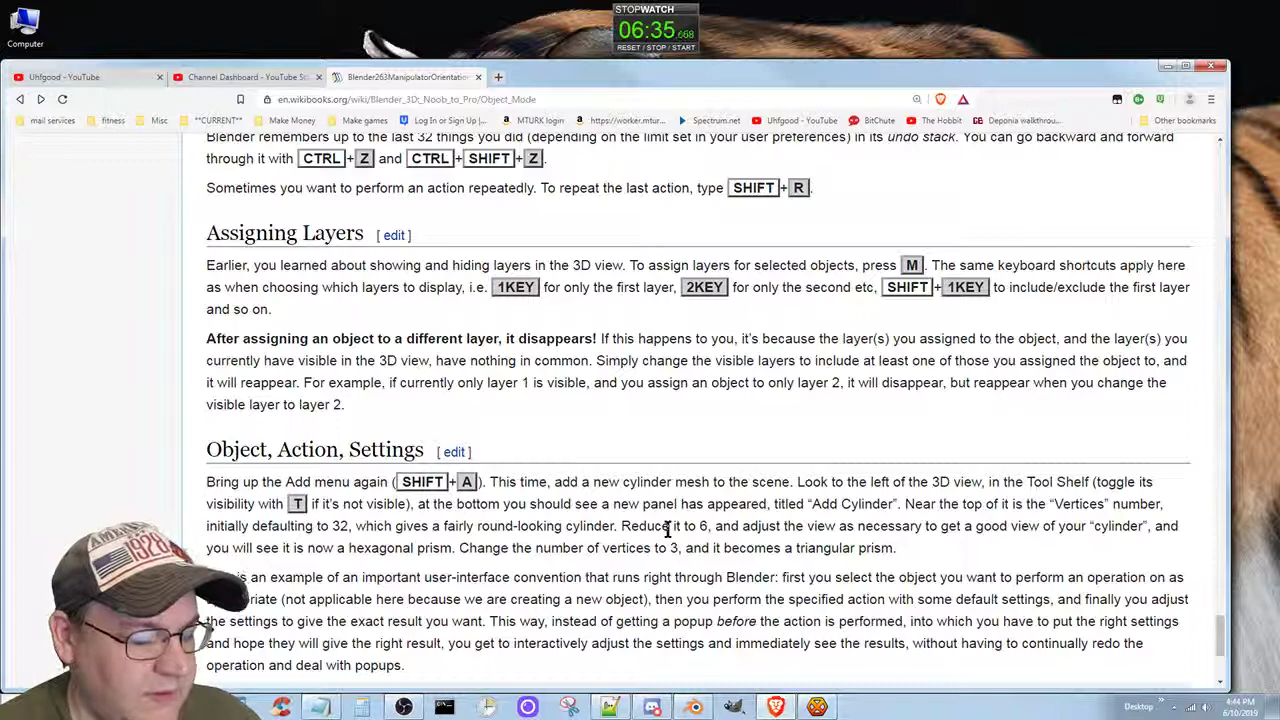 STOPWATCH
06:35.668
RESET / STOP / START
Computer
Uhfgood - YouTube
Channel Dashboard - YouTube St
Blender263ManipulatorOrientation
en.wikibooks.org/wiki/Blender_3D:_Noob_to_Pro/Object_Mode
mail services fitness Misc **CURRENT** Make Money Make games Log In or Sign Up |... MTURK login https://worker.mtur... Spectrum.net Uhfgood - YouTube BitChute The Hobbit Deponia walkthrou... Other bookmarks
Blender remembers up to the last 32 things you did (depending on the limit set in your user preferences) in its undo stack. You can go backward and forward
through it with CTRL+Z and CTRL+SHIFT+Z.
Sometimes you want to perform an action repeatedly. To repeat the last action, type SHIFT+R.
Assigning Layers [ edit ]
Earlier, you learned about showing and hiding layers in the 3D view. To assign layers for selected objects, press M. The same keyboard shortcuts apply here
as when choosing which layers to display, i.e. 1KEY for only the first layer, 2KEY for only the second etc, SHIFT+1KEY to include/exclude the first layer
and so on.
After assigning an object to a different layer, it disappears! If this happens to you, it’s because the layer(s) you assigned to the object, and the layer(s) you
currently have visible in the 3D view, have nothing in common. Simply change the visible layers to include at least one of those you assigned the object to, and
it will reappear. For example, if currently only layer 1 is visible, and you assign an object to only layer 2, it will disappear, but reappear when you change the
visible layer to layer 2.
Object, Action, Settings [ edit ]
Bring up the Add menu again (SHIFT+A). This time, add a new cylinder mesh to the scene. Look to the left of the 3D view, in the Tool Shelf (toggle its
visibility with T if it’s not visible), at the bottom you should see a new panel has appeared, titled “Add Cylinder”. Near the top of it is the “Vertices” number,
initially defaulting to 32, which gives a fairly round-looking cylinder. Reduce it to 6, and adjust the view as necessary to get a good view of your “cylinder”, and
you will see it is now a hexagonal prism. Change the number of vertices to 3, and it becomes a triangular prism.
is an example of an important user-interface convention that runs right through Blender: first you select the object you want to perform an operation on as
(not applicable here because we are creating a new object), then you perform the specified action with some default settings, and finally you adjust
the settings to give the exact result you want. This way, instead of getting a popup before the action is performed, into which you have to put the right settings
and hope they will give the right result, you get to interactively adjust the settings and immediately see the results, without having to continually redo the
operation and deal with popups.
Desktop
4:44 PM
6/10/2019